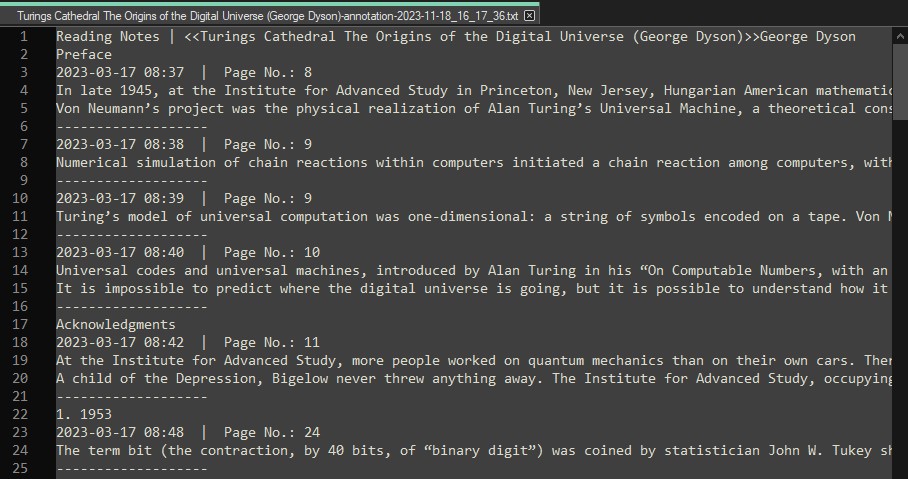 Turings Cathedral The Origins of the Digital Universe (George Dyson)-annotation-2023-11-18_16_17_36.txt
1 Reading Notes | <<Turings Cathedral The Origins of the Digital Universe (George Dyson)>>George Dyson
2 Preface
3 2023-03-17 08:37 | Page No.: 8
4 In late 1945, at the Institute for Advanced Study in Princeton, New Jersey, Hungarian American
5 Von Neumann’s project was the physical realization of Alan Turing’s Universal Machine, a theoretical
6 -------------------
7 2023-03-17 08:38 | Page No.: 9
8 Numerical simulation of chain reactions within computers initiated a chain reaction among computers,
9 -------------------
10 2023-03-17 08:39 | Page No.: 9
11 Turing’s model of universal computation was one-dimensional: a string of symbols encoded on a tape. Von
12 -------------------
13 2023-03-17 08:40 | Page No.: 10
14 Universal codes and universal machines, introduced by Alan Turing in his “On Computable Numbers, with an
15 It is impossible to predict where the digital universe is going, but it is possible to understand how it
16 -------------------
17 Acknowledgments
18 2023-03-17 08:42 | Page No.: 11
19 At the Institute for Advanced Study, more people worked on quantum mechanics than on their own cars.
20 A child of the Depression, Bigelow never threw anything away. The Institute for Advanced Study, occupying
21 -------------------
22 1. 1953
23 2023-03-17 08:48 | Page No.: 24
24 The term bit (the contraction, by 40 bits, of “binary digit”) was coined by statistician John W. Tukey
25 -------------------